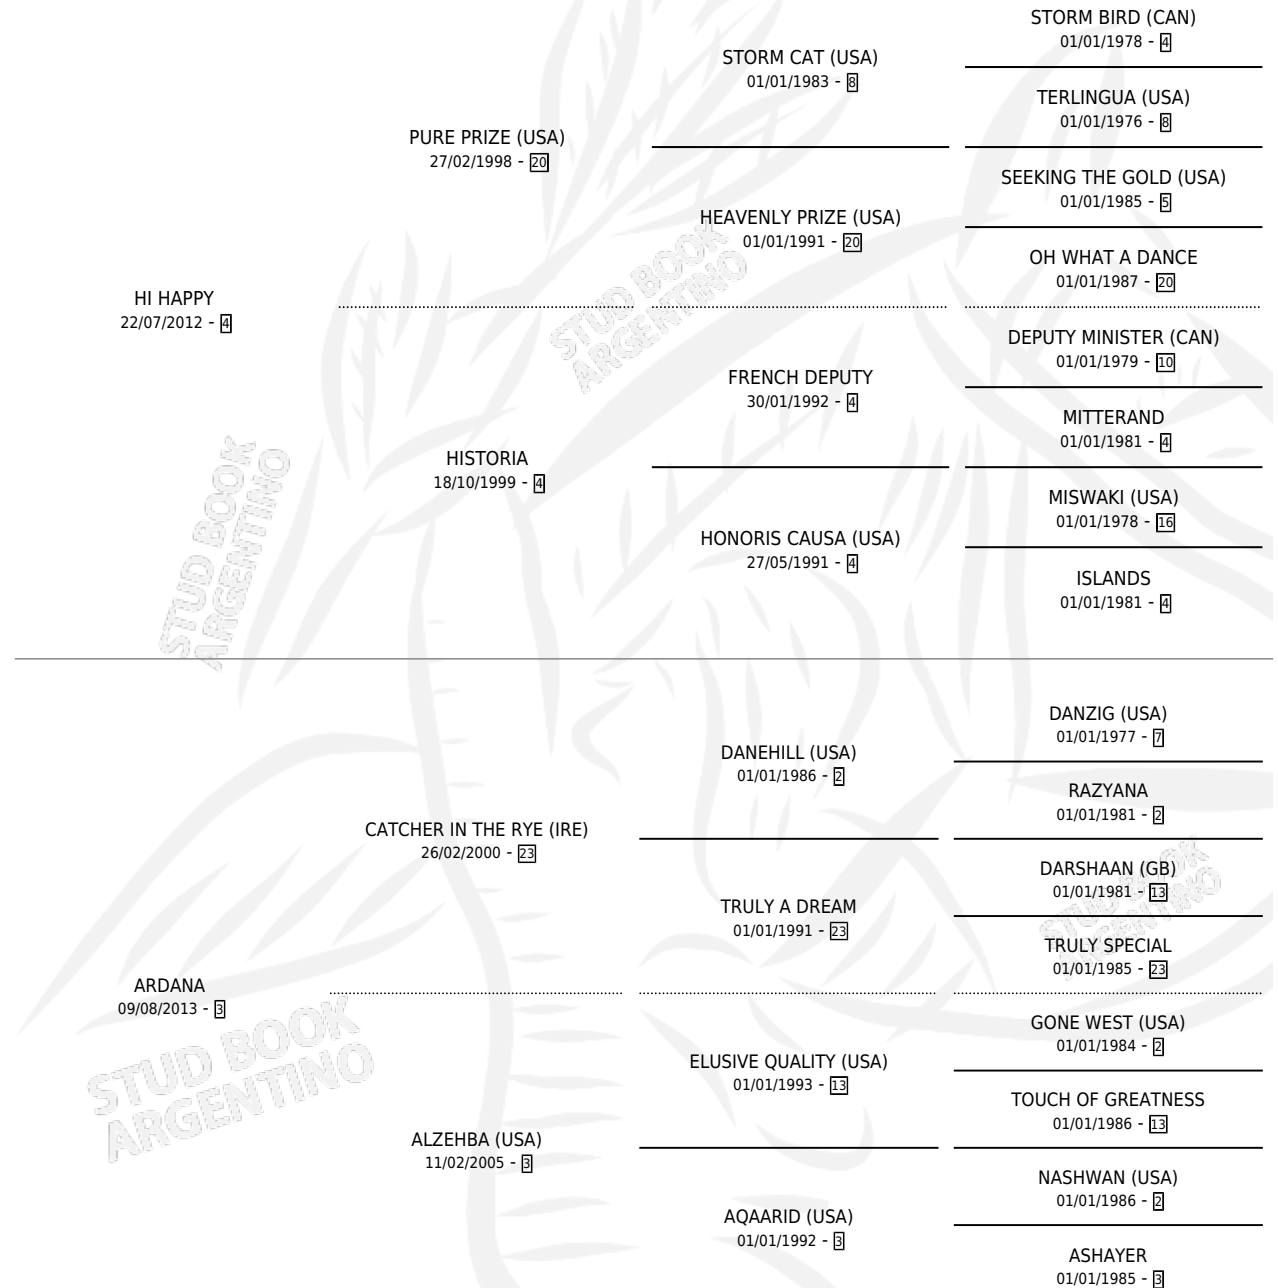 STORM BIRD (CAN)
01/01/1978 - 4
STORM CAT (USA)
01/01/1983 - 8
TERLINGUA (USA)
01/01/1976 - 8
PURE PRIZE (USA)
27/02/1998 - 20
SEEKING THE GOLD (USA)
01/01/1985 - 5
HEAVENLY PRIZE (USA)
01/01/1991 - 20
OH WHAT A DANCE
01/01/1987 - 20
HI HAPPY
22/07/2012 - 4
DEPUTY MINISTER (CAN)
01/01/1979 - 10
FRENCH DEPUTY
30/01/1992 - 4
MITTERAND
01/01/1981 - 4
HISTORIA
18/10/1999 - 4
MISWAKI (USA)
01/01/1978 - 16
HONORIS CAUSA (USA)
27/05/1991 - 4
ISLANDS
01/01/1981 - 4
STUD BOOK
ARGENTINO
STUD BOOK
ARGENTINO
DANZIG (USA)
01/01/1977 - 7
DANEHILL (USA)
01/01/1986 - 2
RAZYANA
01/01/1981 - 2
CATCHER IN THE RYE (IRE)
26/02/2000 - 23
DARSHAAN (GB)
01/01/1981 - 13
TRULY A DREAM
01/01/1991 - 23
TRULY SPECIAL
01/01/1985 - 23
ARDANA
09/08/2013 - 3
GONE WEST (USA)
01/01/1984 - 2
ELUSIVE QUALITY (USA)
01/01/1993 - 13
TOUCH OF GREATNESS
01/01/1986 - 13
ALZEHBA (USA)
11/02/2005 - 3
NASHWAN (USA)
01/01/1986 - 2
AQAARID (USA)
01/01/1992 - 3
ASHAYER
01/01/1985 - 3
STUD BOOK
ARGENTINO
STUD BOOK
ARGENTINO